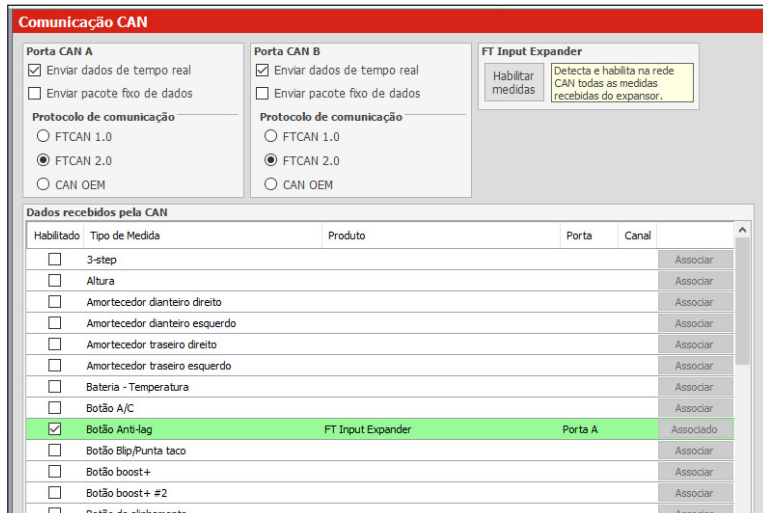 Comunicação CAN
Porta CAN A
Enviar dados de tempo real
Enviar pacote fixo de dados
Protocolo de comunicação
FTCAN 1.0
FTCAN 2.0
CAN OEM
Porta CAN B
Enviar dados de tempo real
Enviar pacote fixo de dados
Protocolo de comunicação
FTCAN 1.0
FTCAN 2.0
CAN OEM
FT Input Expander
Habilitar
medidas
Detecta e habilita na rede
CAN todas as medidas
recebidas do expansor.
Dados recebidos pela CAN
Habilitado Tipo de Medida Produto Porta Canal
3-step Associar
Altura Associar
Amortecedor dianteiro direito Associar
Amortecedor dianteiro esquerdo Associar
Amortecedor traseiro direito Associar
Amortecedor traseiro esquerdo Associar
Bateria - Temperatura Associar
Botão A/C Associar
Botão Anti-lag FT Input Expander Porta A Associado
Botão Blip/Punta taco Associar
Botão boost+ Associar
Botão boost+ #2 Associar